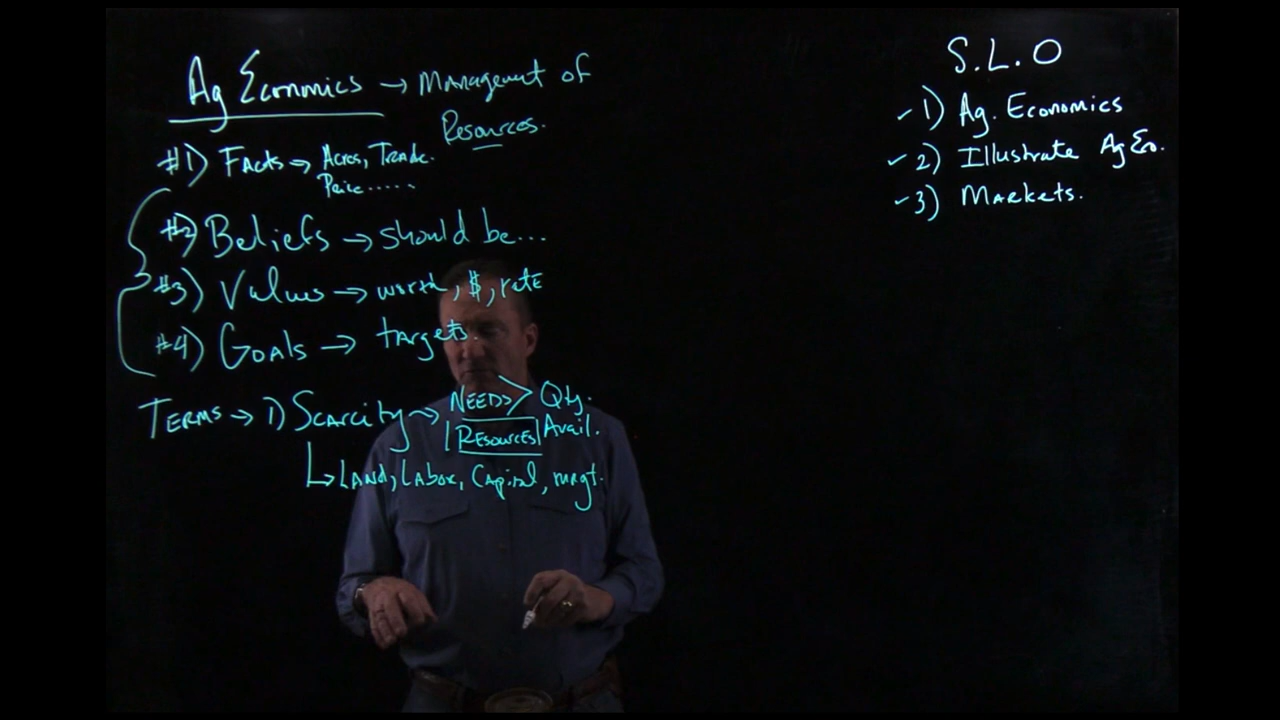 Ag Economics → Management of
Resources.
#1) Facts → Acres, Trade.
Price.....
#2) Beliefs → should be...
#3) Values → worth, $, rate
#4) Goals → targets.
Terms → 1) Scarcity → Needs > Qty.
Resources Avail.
↳ Land, Labor, Capital, mngt.
S.L.O
✓ 1) Ag. Economics
✓ 2) Illustrate Ag Eco.
✓ 3) Markets.